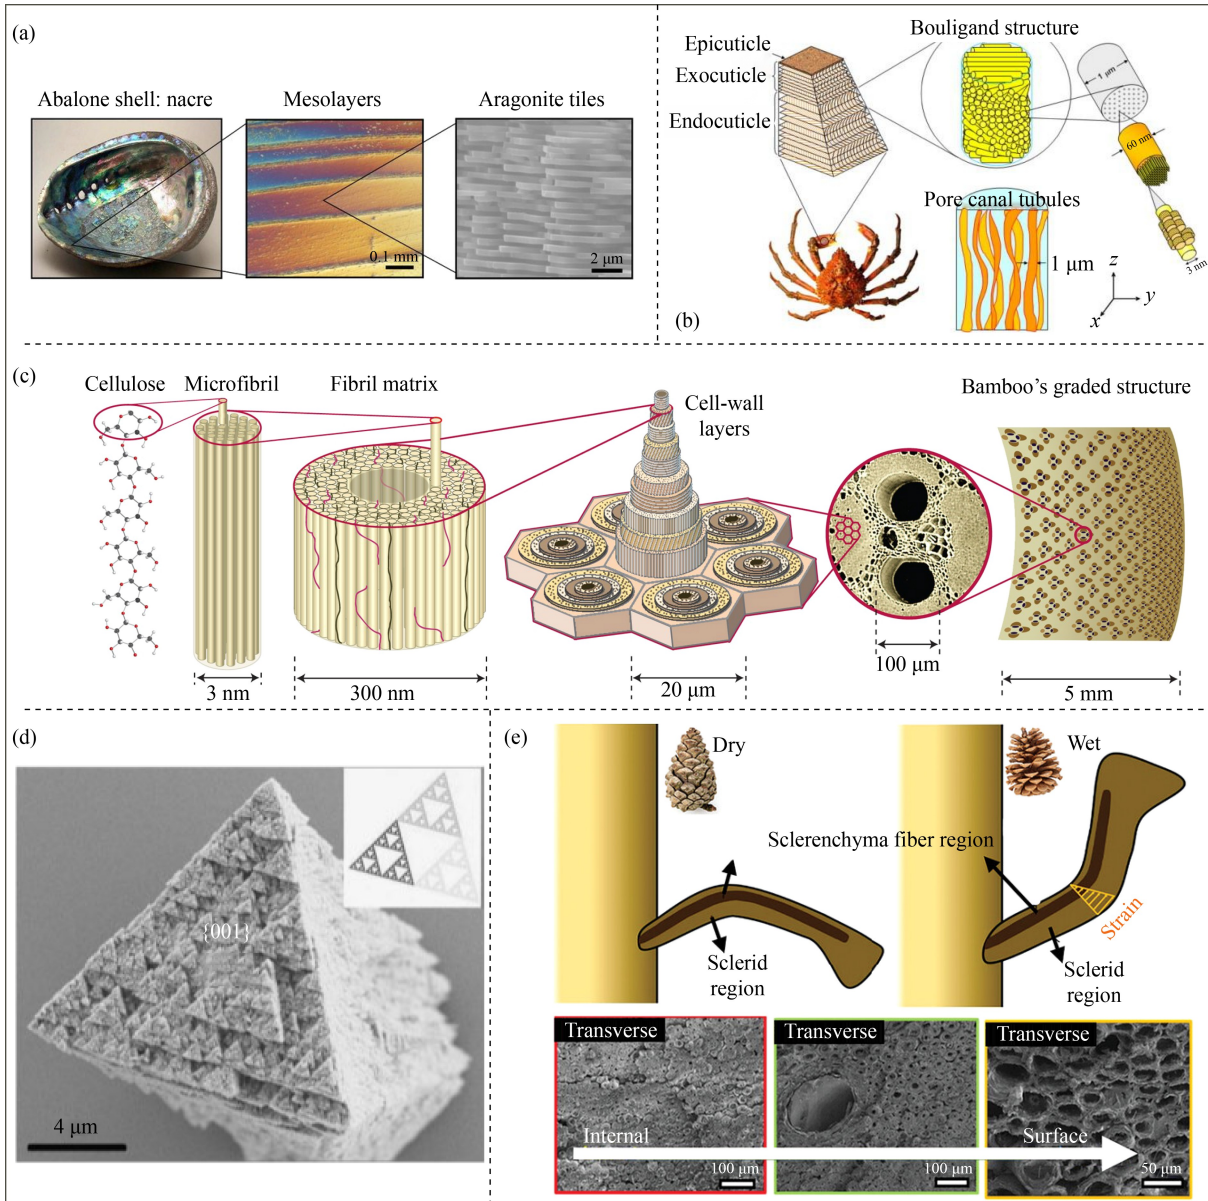 (a)
Abalone shell: nacre
Mesolayers
Aragonite tiles
0.1 mm
2 μm
Epicuticle
Exocuticle
Endocuticle
Bouligand structure
1 μm
60 nm
3 nm
Pore canal tubules
1 μm
z
y
x
(b)
(c)
Cellulose
Microfibril
Fibril matrix
Cell-wall
layers
Bamboo's graded structure
3 nm
300 nm
20 μm
100 μm
5 mm
(d)
{001}
4 μm
(e)
Dry
Wet
Sclerenchyma fiber region
Sclerid
region
Strain
Sclerid
region
Transverse
Transverse
Transverse
Internal
Surface
100 μm
100 μm
50 μm